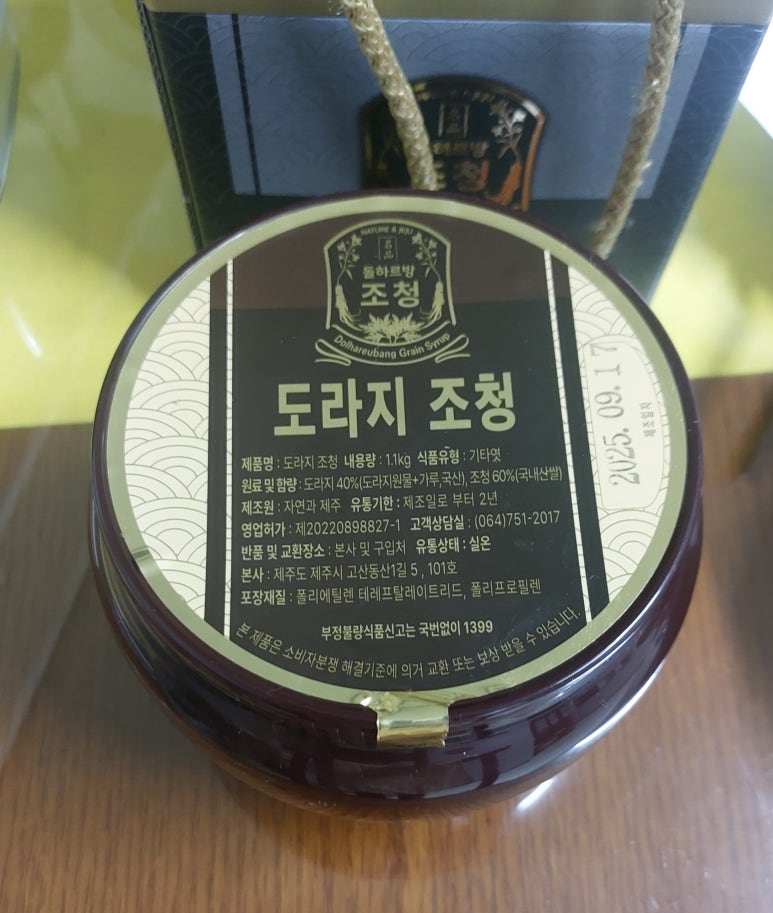 NATURE & JEJU
名品
돌하르방
조청
Dolhareubang Grain Syrup
도라지 조청
제품명 : 도라지 조청 내용량 : 1.1kg 식품유형 : 기타엿
원료 및 함량 : 도라지 40%(도라지원물+가루 국산), 조청 60%(국내산쌀)
제조원 : 자연과 제주 유통기한 : 제조일로 부터 2년
영업허가 : 제20220898827-1 고객상담실 : (064)751-2017
반품 및 교환장소 : 본사 및 구입처 유통상태 : 실온
본사 : 제주도 제주시 고산동산1길 5 , 101호
포장재질 : 폴리에틸렌 테레프탈레이트리드, 폴리프로필렌
부정불량식품신고는 국번없이 1399
본 제품은 소비자분쟁 해결기준에 의거 교환 또는 보상 받을 수 있습니다.
2025. 09. 17
제조일자